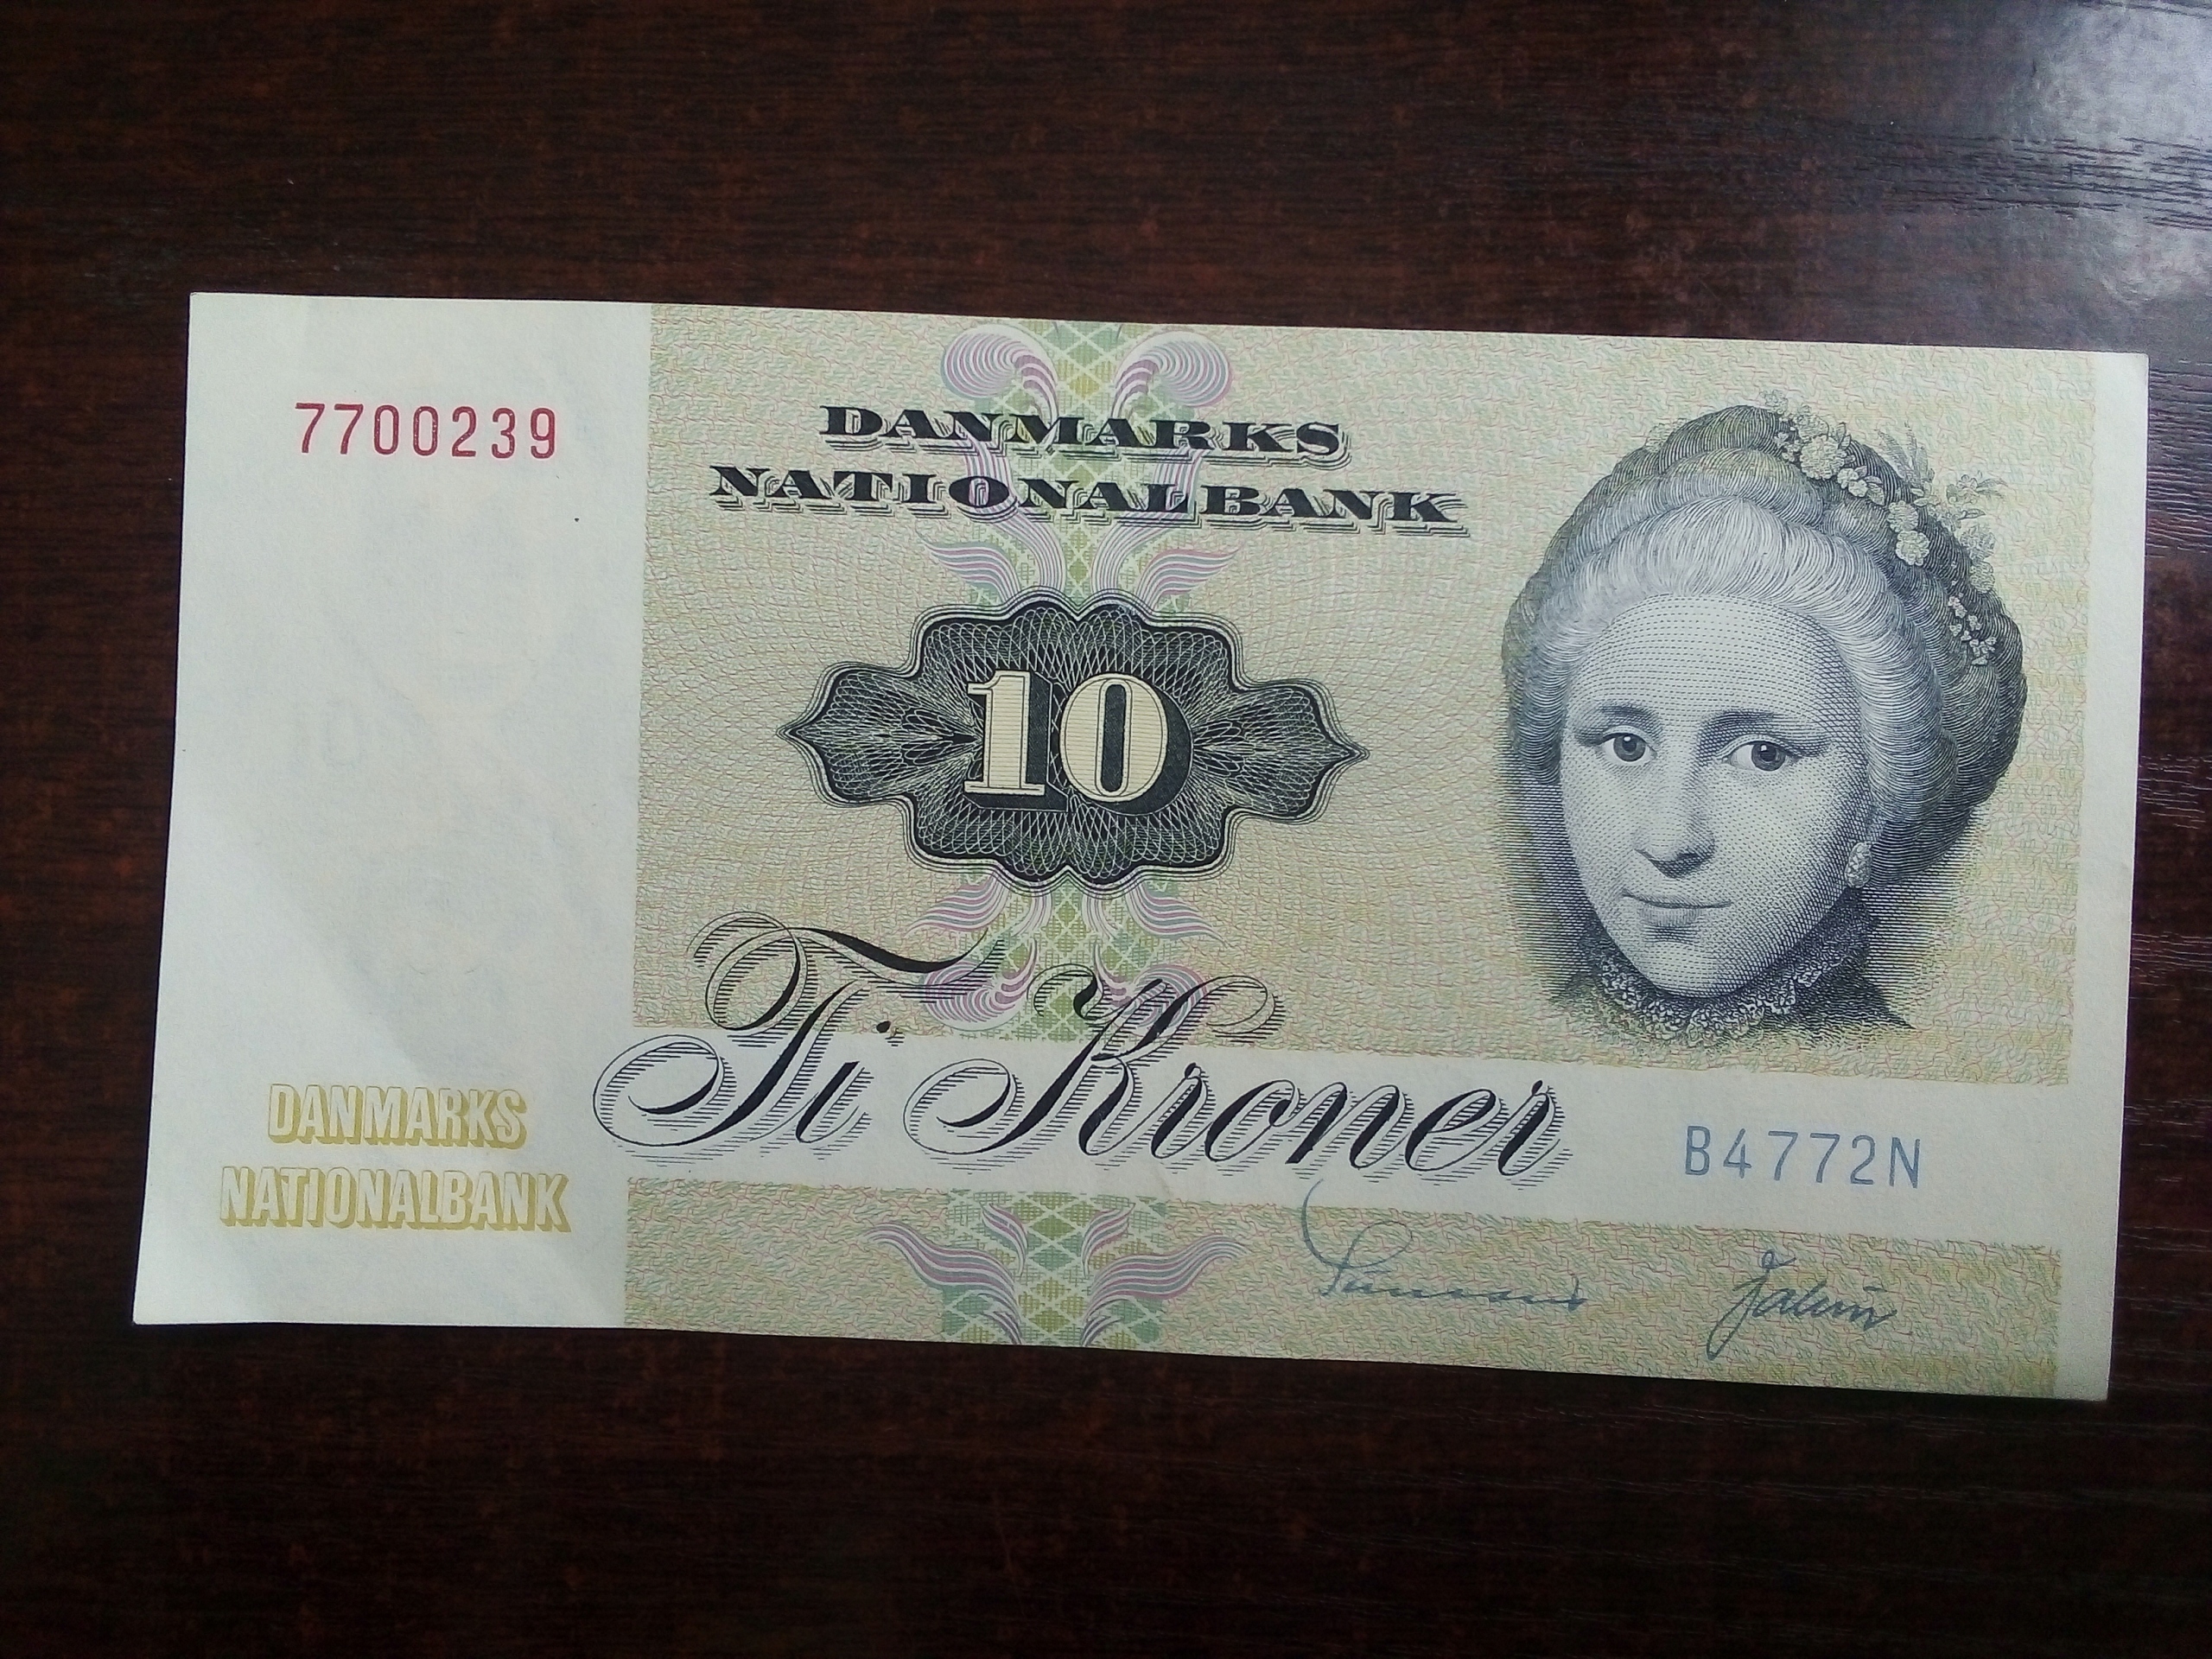 7700239
DANMARKS
NATIONALBANK
10
Ti Kroner
DANMARKS
NATIONALBANK
B4772N